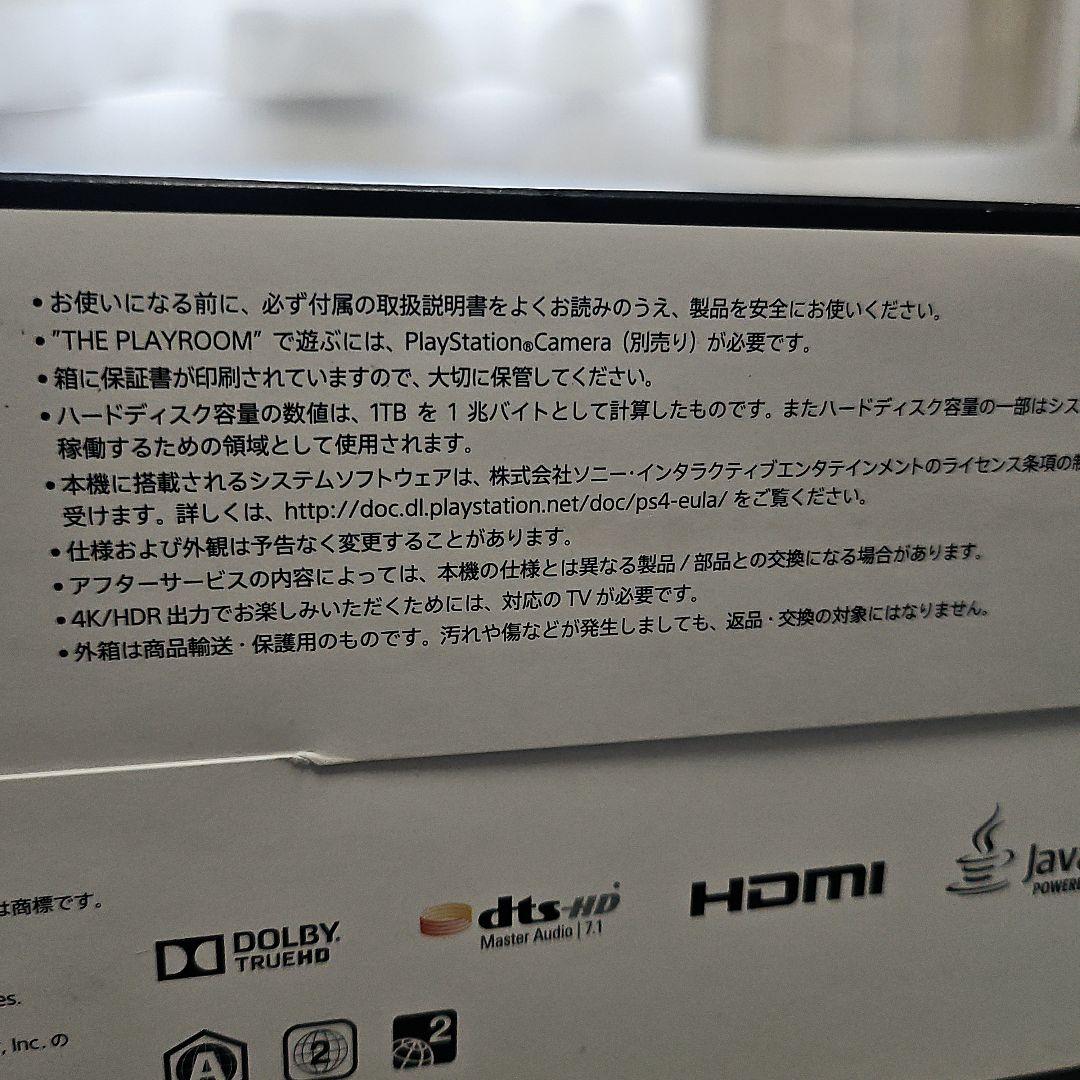 •お使いになる前に、必ず付属の取扱説明書をよくお読みのうえ、製品を安全にお使いください。
•"THE PLAYROOM" で遊ぶには、PlayStation®Camera（別売り）が必要です。
•箱に保証書が印刷されていますので、大切に保管してください。
•ハードディスク容量の数値は、1TB を 1 兆バイトとして計算したものです。またハードディスク容量の一部はシス
稼働するための領域として使用されます。
•本機に搭載されるシステムソフトウェアは、株式会社ソニー・インタラクティブエンタテインメントのライセンス条項の制
受けます。詳しくは、http://doc.dl.playstation.net/doc/ps4-eula/ をご覧ください。
•仕様および外観は予告なく変更することがあります。
•アフターサービスの内容によっては、本機の仕様とは異なる製品 / 部品との交換になる場合があります。
•4K/HDR 出力でお楽しみいただくためには、対応の TV が必要です。
•外箱は商品輸送・保護用のものです。汚れや傷などが発生しましても、返品・交換の対象にはなりません。
は商標です。
DOLBY
TRUEHD
dts-HD
Master Audio | 7.1
HDMI
Java
POWERE
es.
, Inc. の
A
2
2